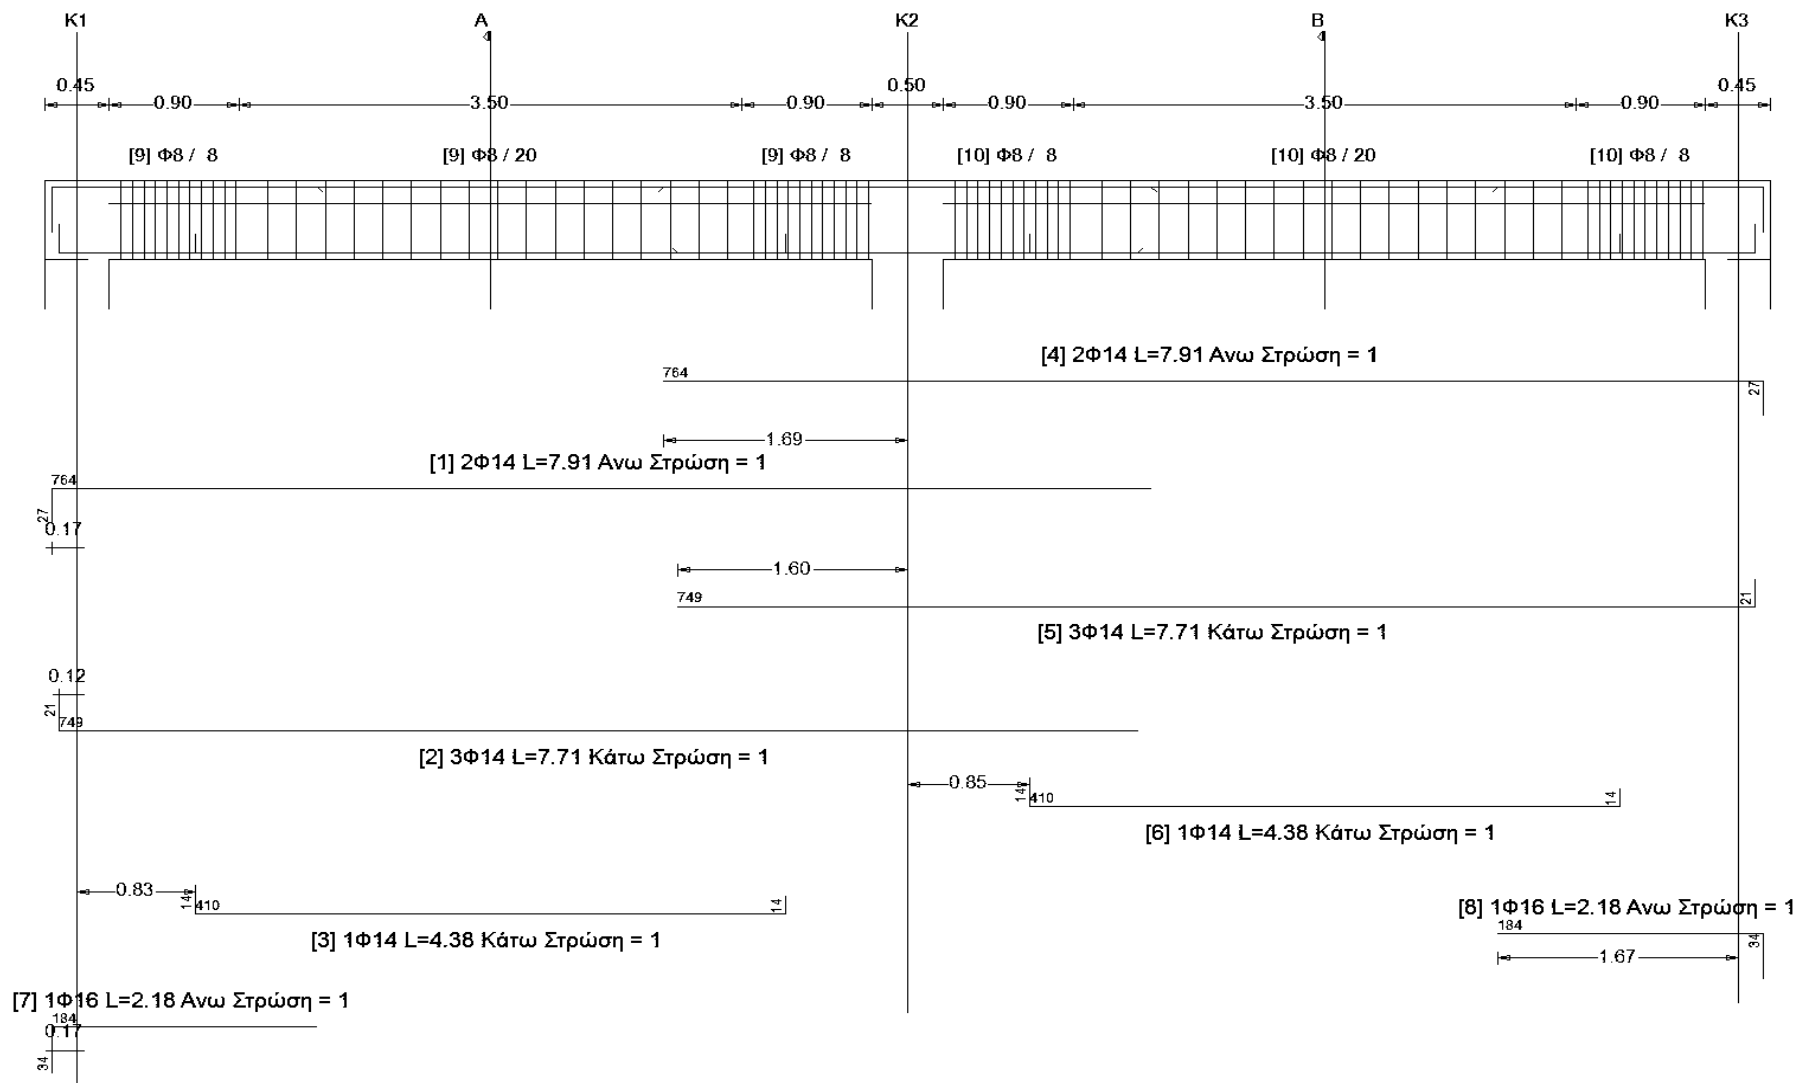 K1 A K2 B K3
0.45 0.50 0.45
0.90 3.50 0.90 0.90 3.50 0.90
[9] Φ8 / 8 [9] Φ8 / 20 [9] Φ8 / 8 [10] Φ8 / 8 [10] Φ8 / 20 [10] Φ8 / 8
[4] 2Φ14 L=7.91 Ανω Στρώση = 1
764
27
1.69
[1] 2Φ14 L=7.91 Ανω Στρώση = 1
764
27
0.17
1.60
749
21
[5] 3Φ14 L=7.71 Κάτω Στρώση = 1
0.12
21
749
[2] 3Φ14 L=7.71 Κάτω Στρώση = 1
0.85
14 410 14
[6] 1Φ14 L=4.38 Κάτω Στρώση = 1
0.83
14 410 14
[3] 1Φ14 L=4.38 Κάτω Στρώση = 1
[8] 1Φ16 L=2.18 Ανω Στρώση = 1
184
34
1.67
[7] 1Φ16 L=2.18 Ανω Στρώση = 1
184
0.17
34